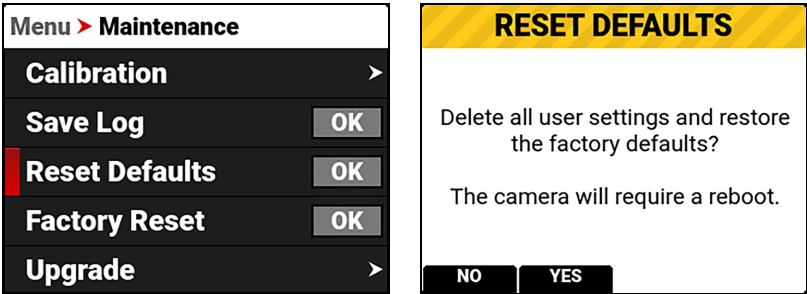 Menu ➤ Maintenance
Calibration ➤
Save Log OK
Reset Defaults OK
Factory Reset OK
Upgrade ➤
RESET DEFAULTS
Delete all user settings and restore
the factory defaults?
The camera will require a reboot.
NO YES